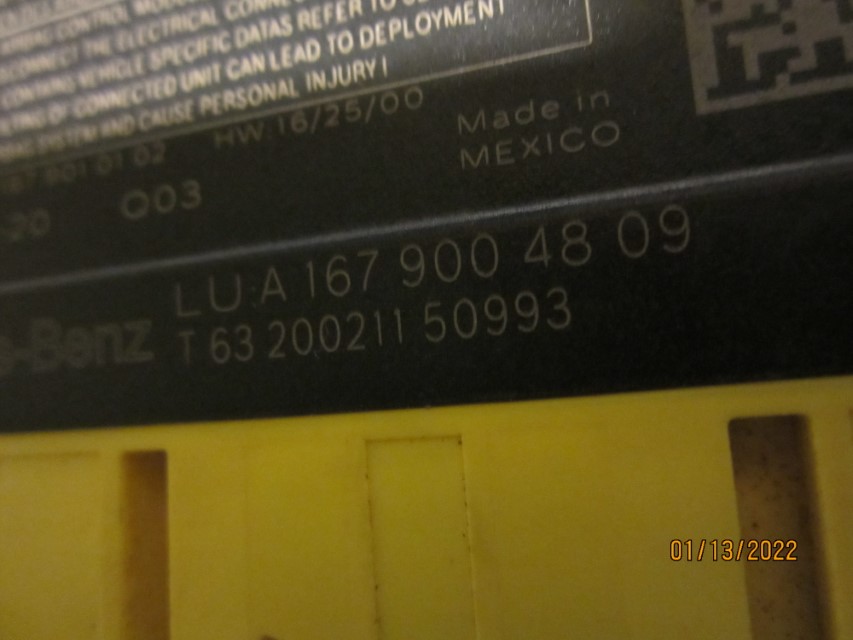 CONNECT THE ELECTRICAL
CONTAINS VEHICLE SPECIFIC DATAS REFER TO
OF CONNECTED UNIT CAN LEAD TO DEPLOYMENT
SYSTEM AND CAUSE PERSONAL INJURY!
HW:16/25/00
Made in
MEXICO
003
LU:A 167 900 48 09
-Benz
T 63 200211 50993
01/13/2022